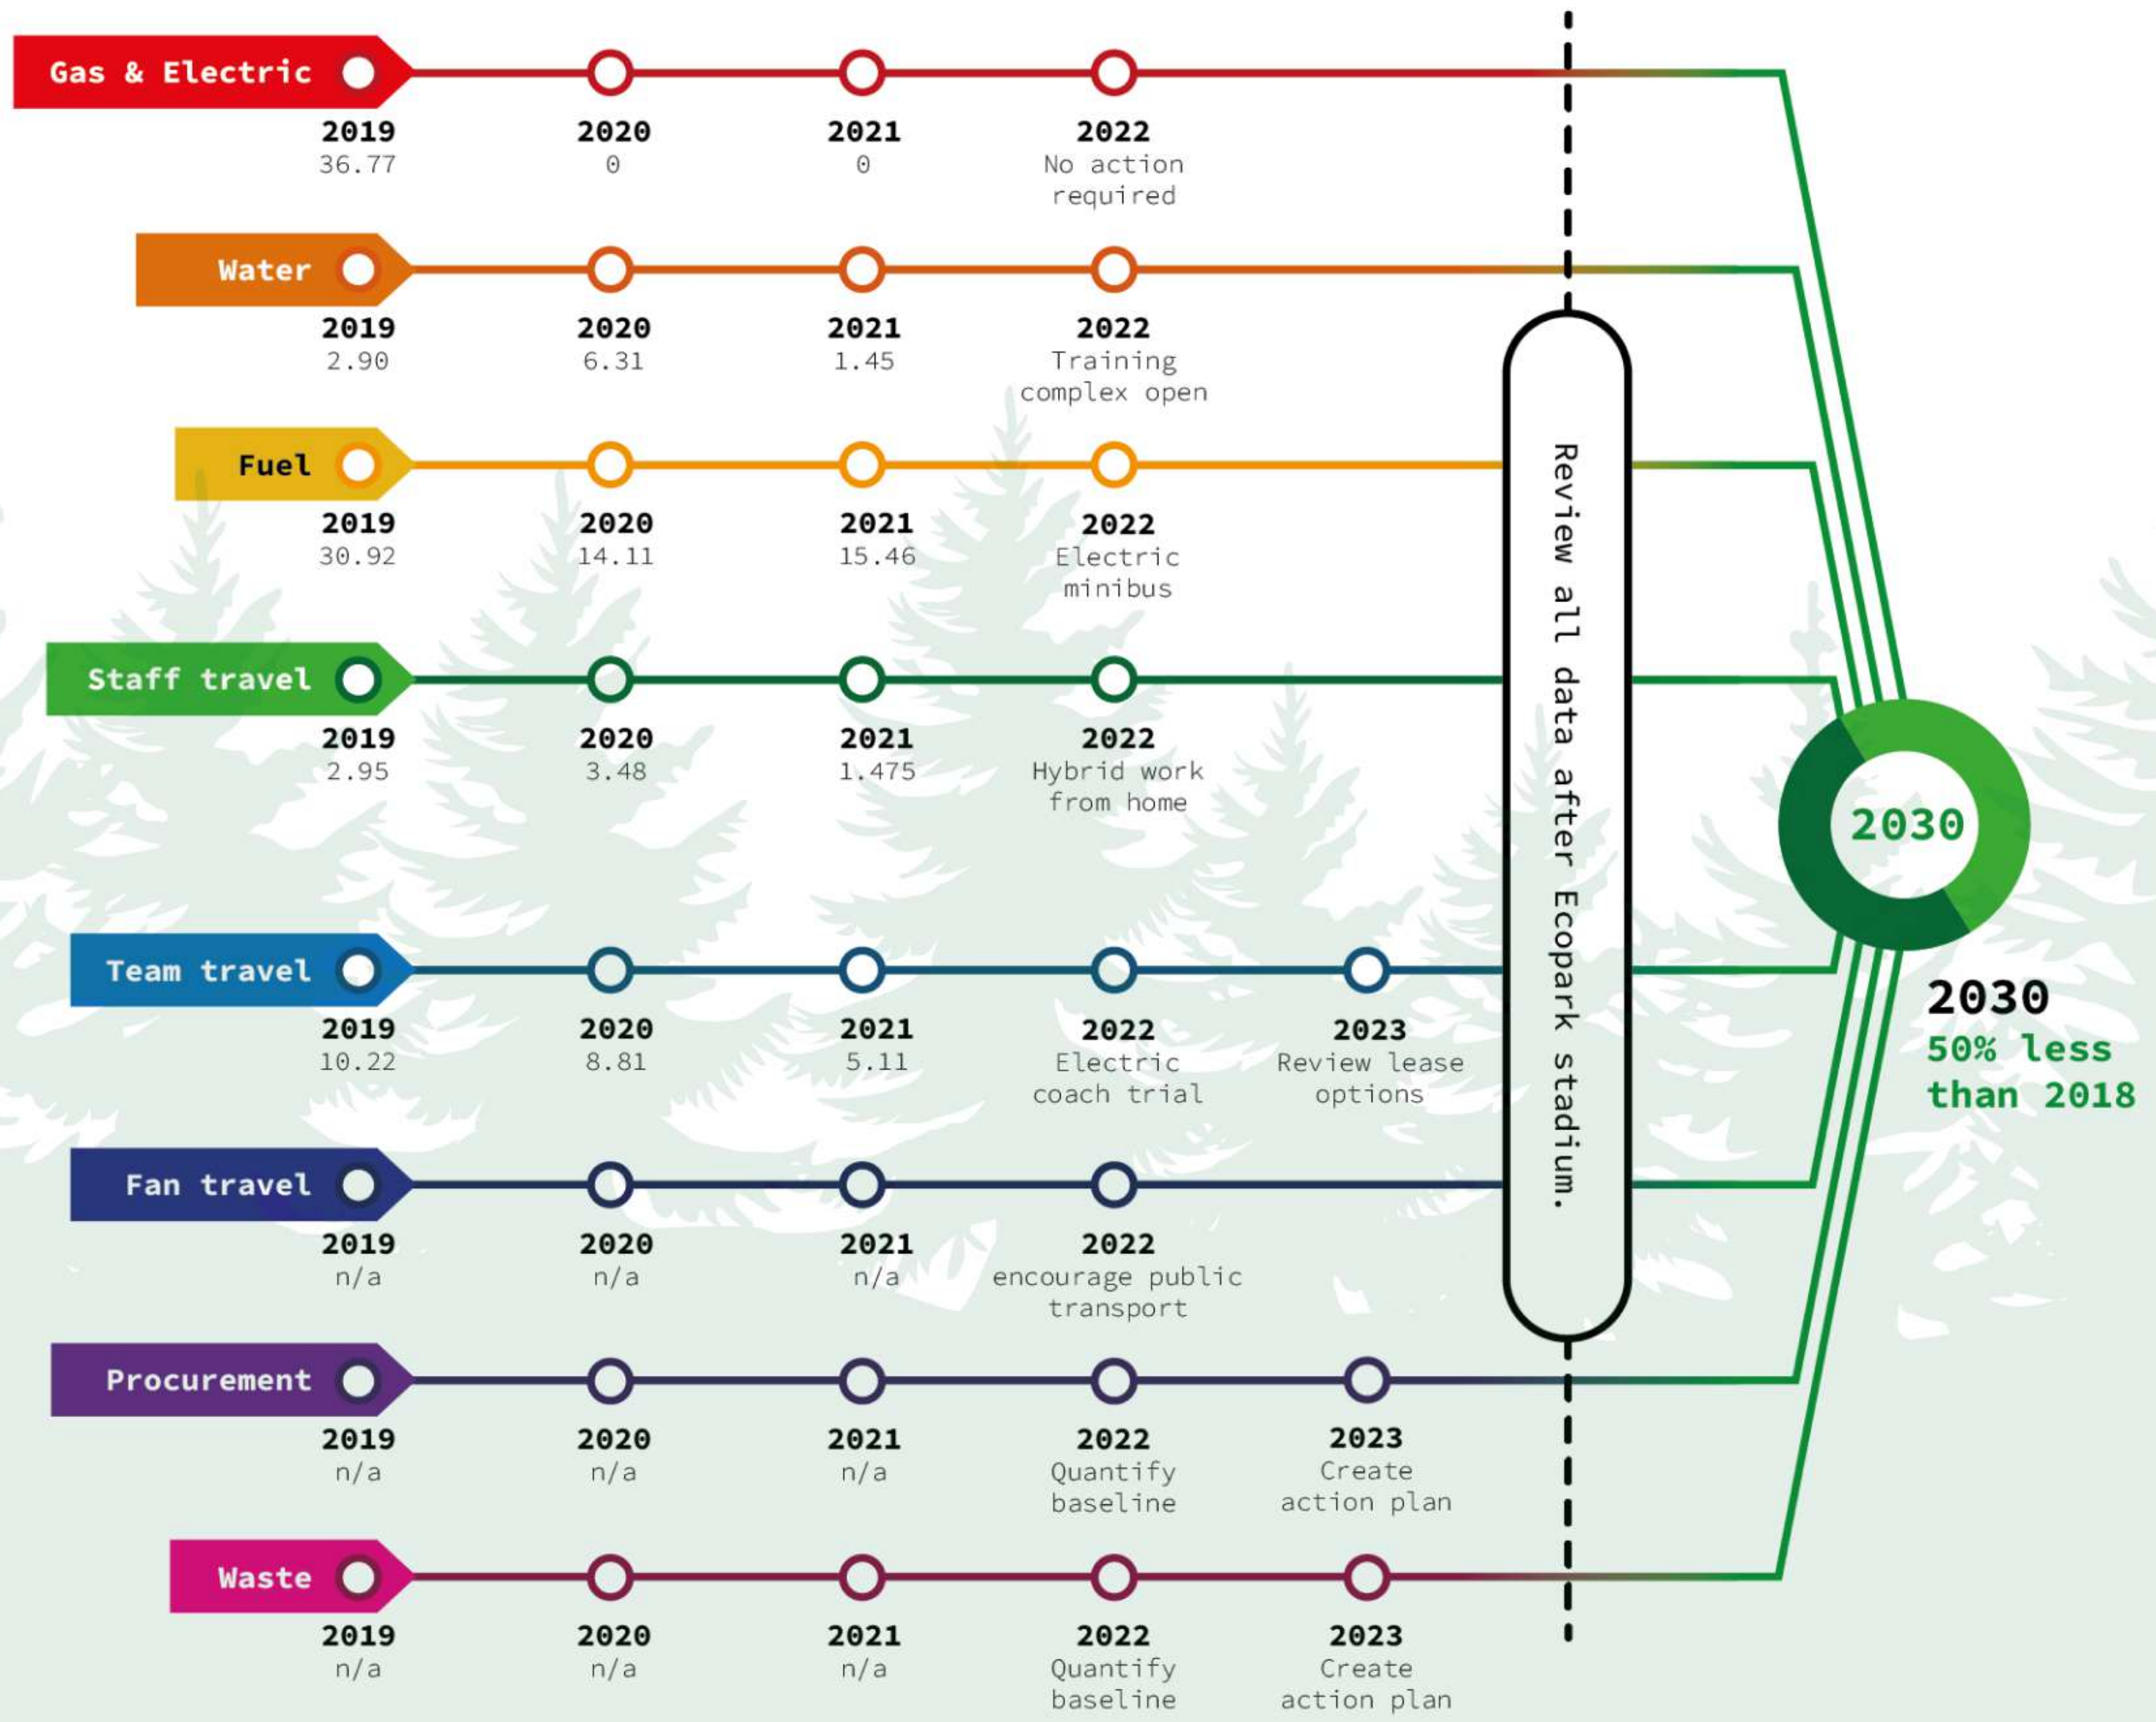 Gas & Electric
2019 2020 2021 2022
36.77 0 0 No action
required
Water
2019 2020 2021 2022
2.90 6.31 1.45 Training
complex open
Fuel
2019 2020 2021 2022
30.92 14.11 15.46 Electric
minibus
Staff travel
2019 2020 2021 2022
2.95 3.48 1.475 Hybrid work
from home
Team travel
2019 2020 2021 2022 2023
10.22 8.81 5.11 Electric Review lease
coach trial options
Fan travel
2019 2020 2021 2022
n/a n/a n/a encourage public
transport
Procurement
2019 2020 2021 2022 2023
n/a n/a n/a Quantify Create
baseline action plan
Waste
2019 2020 2021 2022 2023
n/a n/a n/a Quantify Create
baseline action plan
Review all data after Ecopark stadium.
2030
2030
50% less
than 2018